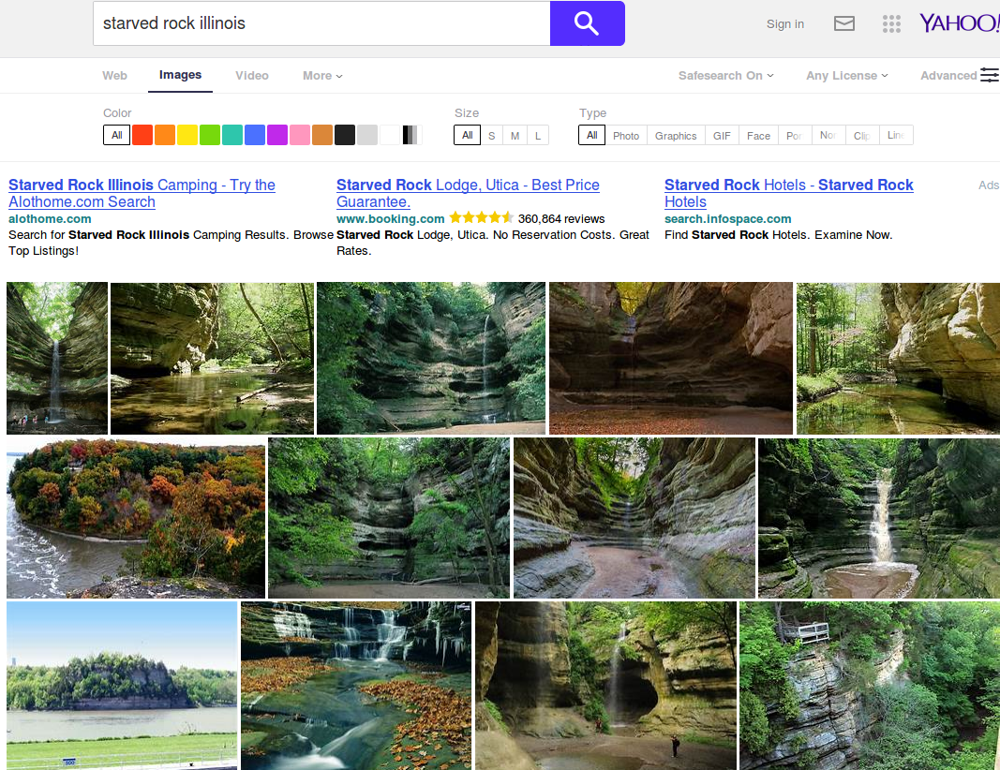 starved rock illinois
Sign in
YAHOO!
Web
Images
Video
More
Safesearch On
Any License
Advanced
Color
Size
Type
All
All S M L
All Photo Graphics GIF Face Por Non Clip Line
Starved Rock Illinois Camping - Try the
Alothome.com Search
alothome.com
Search for Starved Rock Illinois Camping Results. Browse
Top Listings!
Starved Rock Lodge, Utica - Best Price
Guarantee.
www.booking.com 360,864 reviews
Starved Rock Lodge, Utica. No Reservation Costs. Great
Rates.
Starved Rock Hotels - Starved Rock
Hotels
search.infospace.com
Find Starved Rock Hotels. Examine Now.
Ads